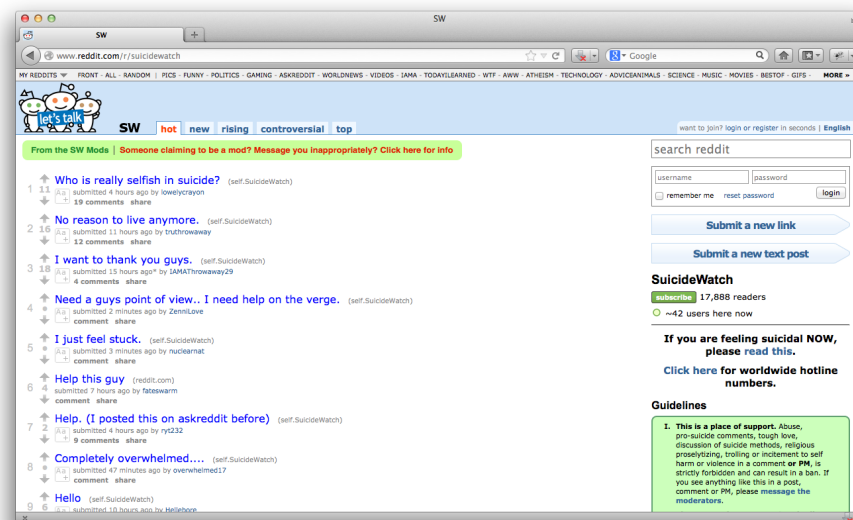 SW
SW
www.reddit.com/r/suicidewatch
Google
MY REDDITS FRONT - ALL - RANDOM | PICS - FUNNY - POLITICS - GAMING - ASKREDDIT - WORLDNEWS - VIDEOS - IAMA - TODAYILEARNED - WTF - AWW - ATHEISM - TECHNOLOGY - ADVICEANIMALS - SCIENCE - MUSIC - MOVIES - BESTOF - GIFS - MORE »
let's talk
SW hot new rising controversial top
want to join? login or register in seconds | English
From the SW Mods | Someone claiming to be a mod? Message you inappropriately? Click here for info
1 11 Who is really selfish in suicide? (self.SuicideWatch)
submitted 4 hours ago by lowelycrayon
19 comments share
2 16 No reason to live anymore. (self.SuicideWatch)
submitted 11 hours ago by truthrowaway
12 comments share
3 18 I want to thank you guys. (self.SuicideWatch)
submitted 15 hours ago* by IAMAThrowaway29
4 comments share
4 • Need a guys point of view.. I need help on the verge. (self.SuicideWatch)
submitted 2 minutes ago by ZenniLove
comment share
5 • I just feel stuck. (self.SuicideWatch)
submitted 3 minutes ago by nuclearnat
comment share
6 4 Help this guy (reddit.com)
submitted 7 hours ago by fateswarm
comment share
7 2 Help. (I posted this on askreddit before) (self.SuicideWatch)
submitted 4 hours ago by ryt232
9 comments share
8 • Completely overwhelmed.... (self.SuicideWatch)
submitted 47 minutes ago by overwhelmed17
comment share
9 6 Hello (self.SuicideWatch)
submitted 10 hours ago by Hellebore
search reddit
username password
remember me reset password login
Submit a new link
Submit a new text post
SuicideWatch
subscribe 17,888 readers
~42 users here now
If you are feeling suicidal NOW,
please read this.
Click here for worldwide hotline
numbers.
Guidelines
I. This is a place of support. Abuse,
pro-suicide comments, tough love,
discussion of suicide methods, religious
proselytizing, trolling or incitement to self
harm or violence in a comment or PM, is
strictly forbidden and can result in a ban. If
you see anything like this in a post,
comment or PM, please message the
moderators.